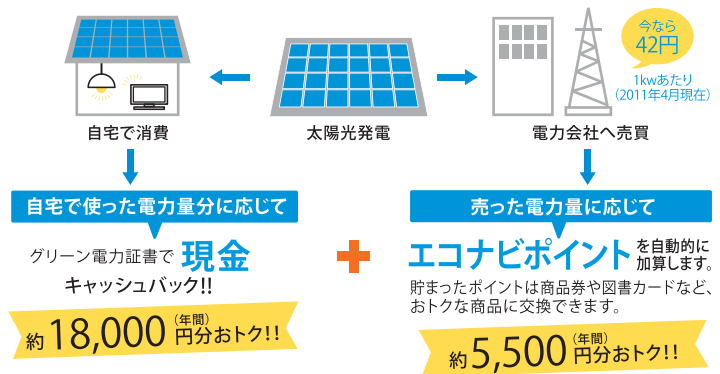 今なら
42円
1kwあたり
（2011年4月現在）
自宅で消費
太陽光発電
電力会社へ売買
自宅で使った電力量分に応じて
グリーン電力証書で 現金
キャッシュバック!!
約18,000（年間）円分おトク!!
売った電力量に応じて
エコナビポイントを自動的に
加算します。
貯まったポイントは商品券や図書カードなど、
おトクな商品に交換できます。
約5,500（年間）円分おトク!!